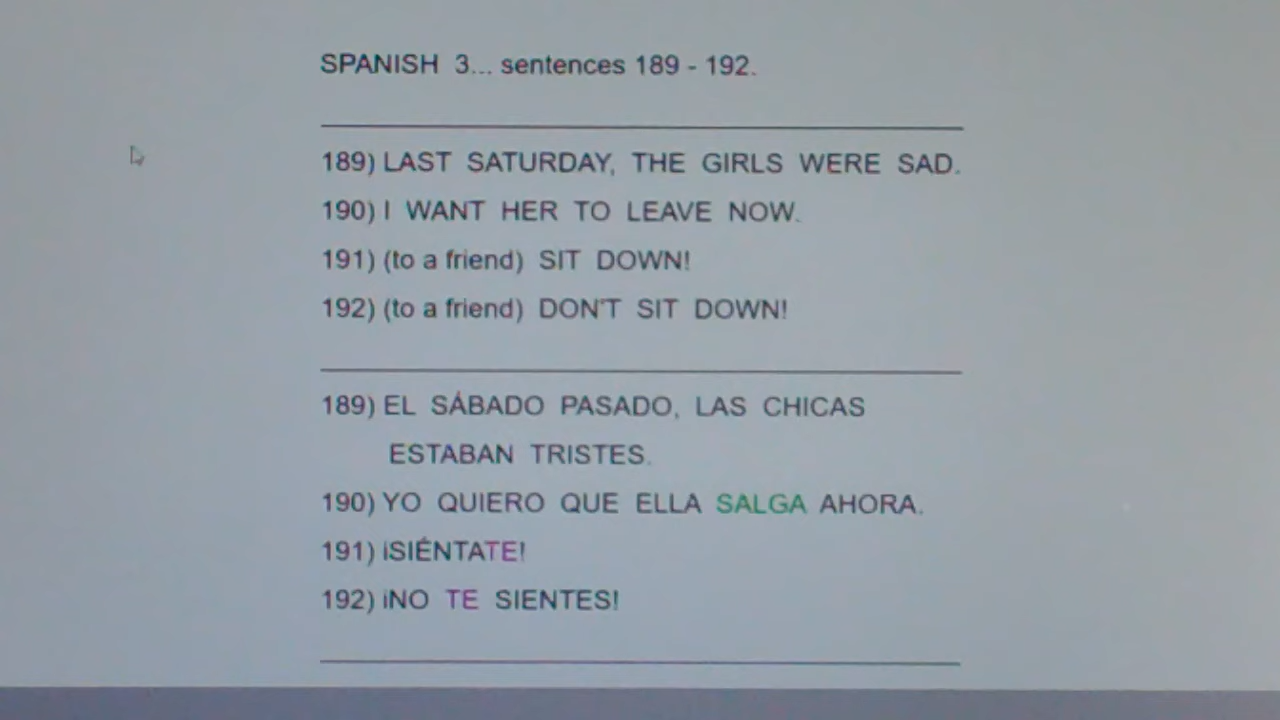 SPANISH 3... sentences 189 - 192.
189) LAST SATURDAY, THE GIRLS WERE SAD.
190) I WANT HER TO LEAVE NOW.
191) (to a friend) SIT DOWN!
192) (to a friend) DON'T SIT DOWN!
189) EL SÁBADO PASADO, LAS CHICAS
ESTABAN TRISTES.
190) YO QUIERO QUE ELLA SALGA AHORA.
191) ¡SIÉNTATE!
192) ¡NO TE SIENTES!